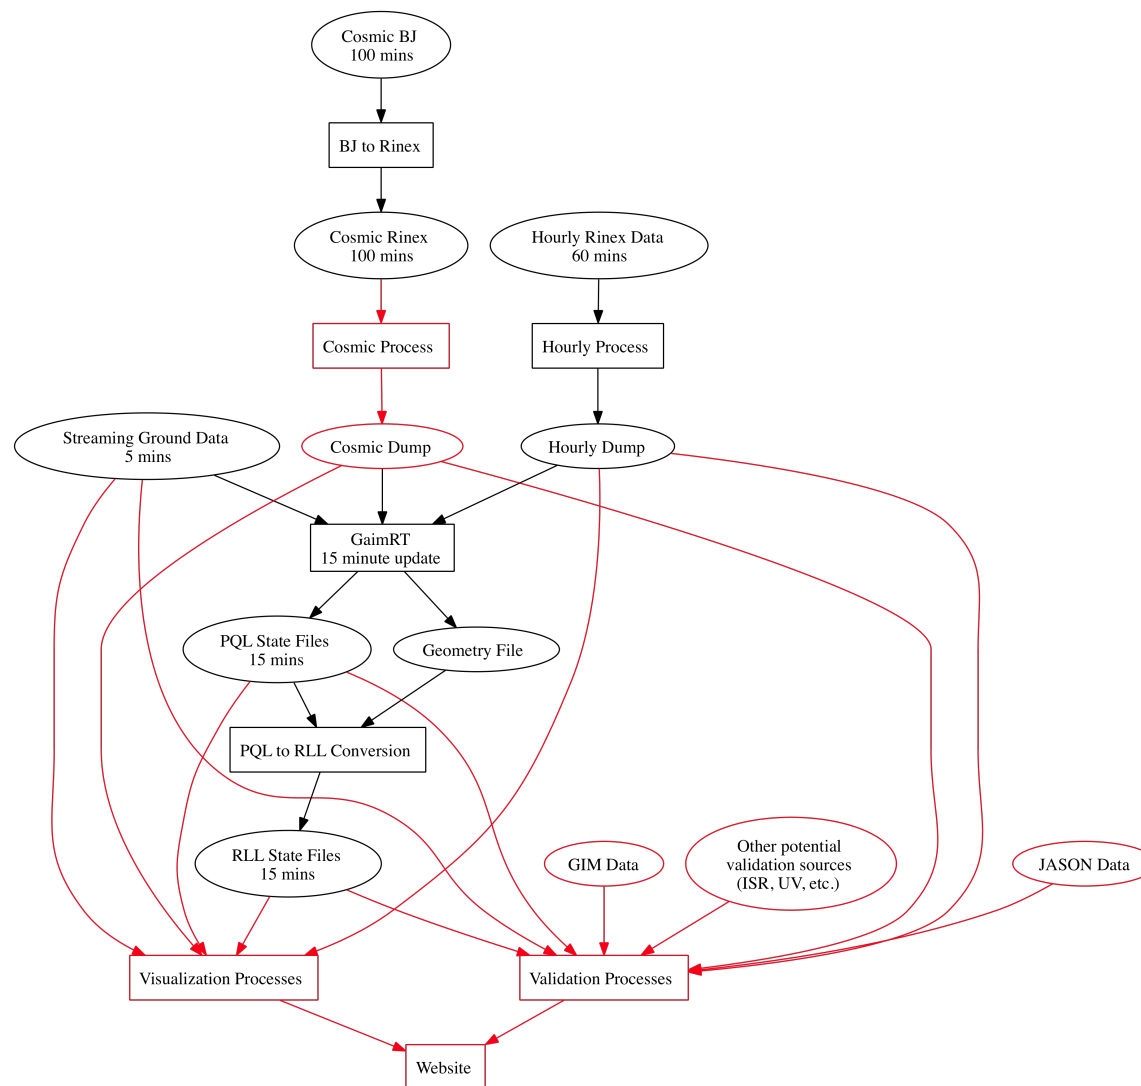 Cosmic BJ
100 mins
BJ to Rinex
Cosmic Rinex
100 mins
Hourly Rinex Data
60 mins
Cosmic Process
Hourly Process
Streaming Ground Data
5 mins
Cosmic Dump
Hourly Dump
GaimRT
15 minute update
PQL State Files
15 mins
Geometry File
PQL to RLL Conversion
RLL State Files
15 mins
GIM Data
Other potential
validation sources
(ISR, UV, etc.)
JASON Data
Visualization Processes
Validation Processes
Website